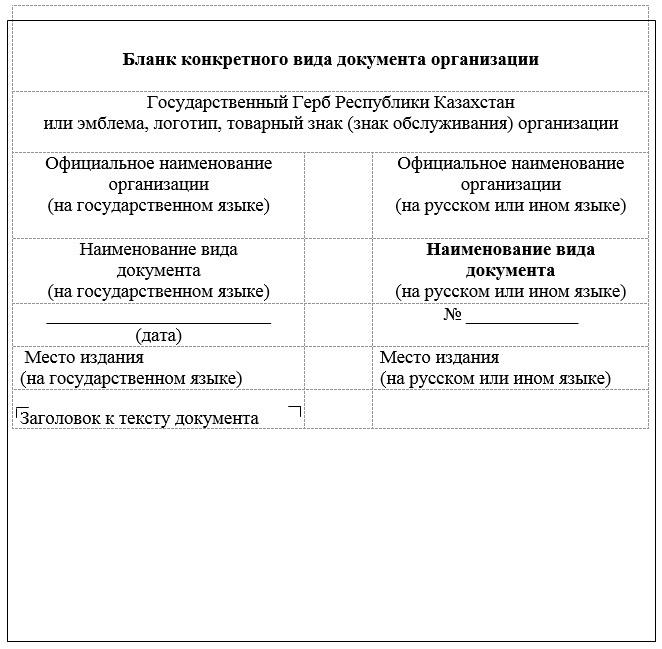 Бланк конкретного вида документа организации
Государственный Герб Республики Казахстан
или эмблема, логотип, товарный знак (знак обслуживания) организации
Официальное наименование
организации
(на государственном языке)
Официальное наименование
организации
(на русском или ином языке)
Наименование вида
документа
(на государственном языке)
Наименование вида
документа
(на русском или ином языке)
_________________________
(дата)
№ ____________
Место издания
(на государственном языке)
Место издания
(на русском или ином языке)
Заголовок к тексту документа